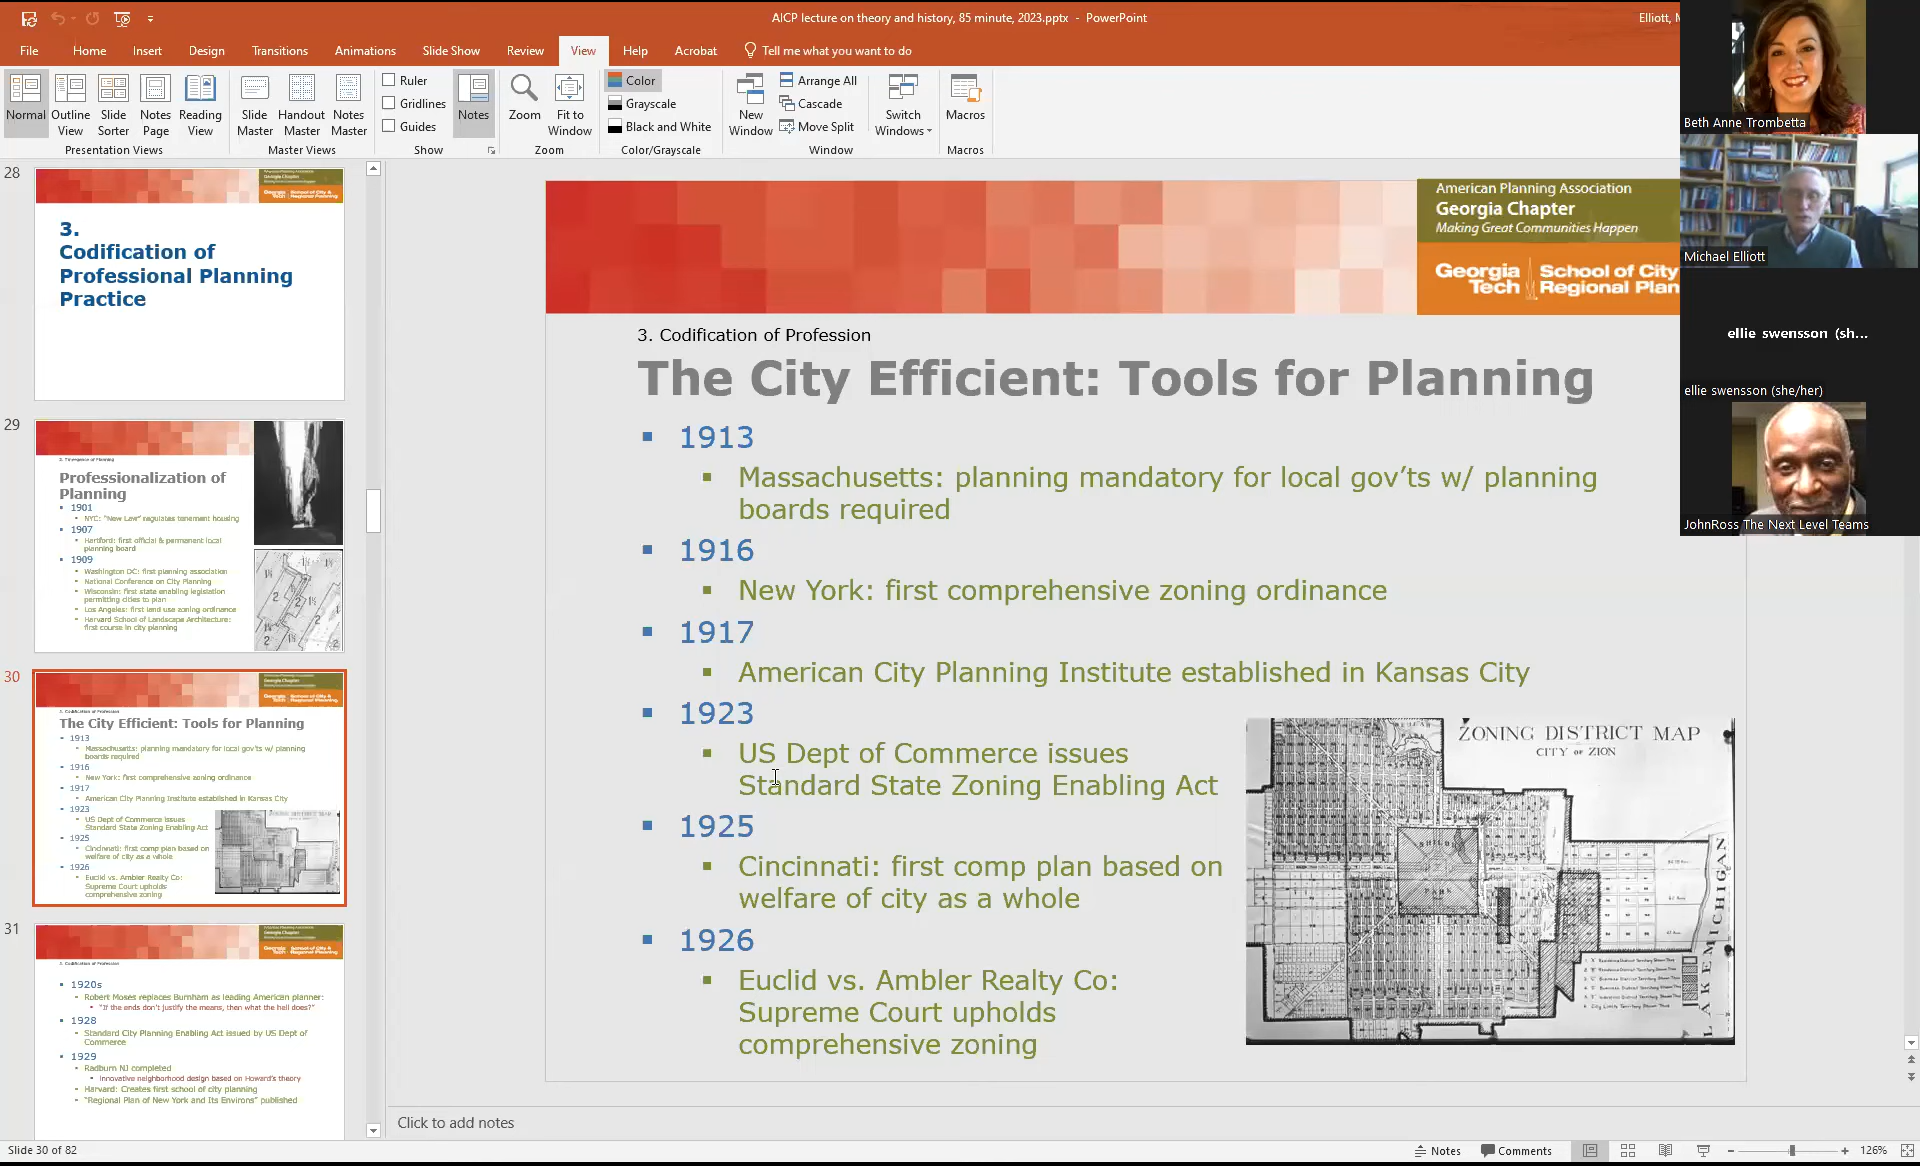 AICP lecture on theory and history, 85 minute, 2023.pptx - PowerPoint
Elliott, M
File Home Insert Design Transitions Animations Slide Show Review View Help Acrobat Tell me what you want to do
Normal
Outline View
Slide Sorter
Notes Page
Reading View
Presentation Views
Slide Master
Handout Master
Notes Master
Master Views
Ruler
Gridlines
Guides
Show
Notes
Zoom
Fit to Window
Zoom
Color
Grayscale
Black and White
Color/Grayscale
New Window
Arrange All
Cascade
Move Split
Switch Windows
Window
Macros
Macros
28
3.
Codification of
Professional Planning
Practice
29
Professionalization of
Planning
1901
NYC: "New Law" regulates tenement housing
1907
Hartford: first official & permanent local
planning board
1909
Washington DC: first planning association
National Conference on City Planning
Wisconsin: first state enabling legislation
permitting cities to plan
Los Angeles: first land use zoning ordinance
Harvard School of Landscape Architecture:
first course in city planning
30
3. Codification of Profession
The City Efficient: Tools for Planning
1913
Massachusetts: planning mandatory for local gov'ts w/ planning
boards required
1916
New York: first comprehensive zoning ordinance
1917
American City Planning Institute established in Kansas City
1923
US Dept of Commerce issues
Standard State Zoning Enabling Act
1925
Cincinnati: first comp plan based on
welfare of city as a whole
1926
Euclid vs. Ambler Realty Co:
Supreme Court upholds
comprehensive zoning
31
3. Codification of Profession
1920s
Robert Moses replaces Burnham as leading American planner:
"If the ends don't justify the means, then what the hell does?"
1928
Standard City Planning Enabling Act issued by US Dept of
Commerce
1929
Radburn NJ completed
Innovative neighborhood design based on Howard's theory
Harvard: Creates first school of city planning
"Regional Plan of New York and Its Environs" published
American Planning Association
Georgia Chapter
Making Great Communities Happen
Georgia Tech
School of City
Regional Plan
3. Codification of Profession
The City Efficient: Tools for Planning
1913
Massachusetts: planning mandatory for local gov'ts w/ planning
boards required
1916
New York: first comprehensive zoning ordinance
1917
American City Planning Institute established in Kansas City
1923
US Dept of Commerce issues
Standard State Zoning Enabling Act
1925
Cincinnati: first comp plan based on
welfare of city as a whole
1926
Euclid vs. Ambler Realty Co:
Supreme Court upholds
comprehensive zoning
ZONING DISTRICT MAP
CITY OF ZION
SHILOH
PARK
LAKE MICHIGAN
Beth Anne Trombetta
Michael Elliott
ellie swensson (sh...
ellie swensson (she/her)
JohnRoss The Next Level Teams
Click to add notes
Slide 30 of 82
Notes
Comments
126%